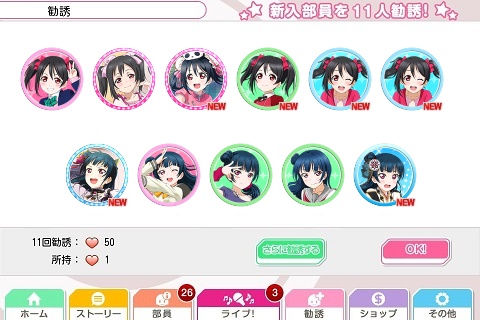 勧誘
新入部員を11人勧誘!
NEW
NEW
NEW
NEW
NEW
NEW
11回勧誘: 50
所持: 1
さらに勧誘する
OK!
26
3
ホーム
ストーリー
部員
ライブ!
勧誘
ショップ
その他